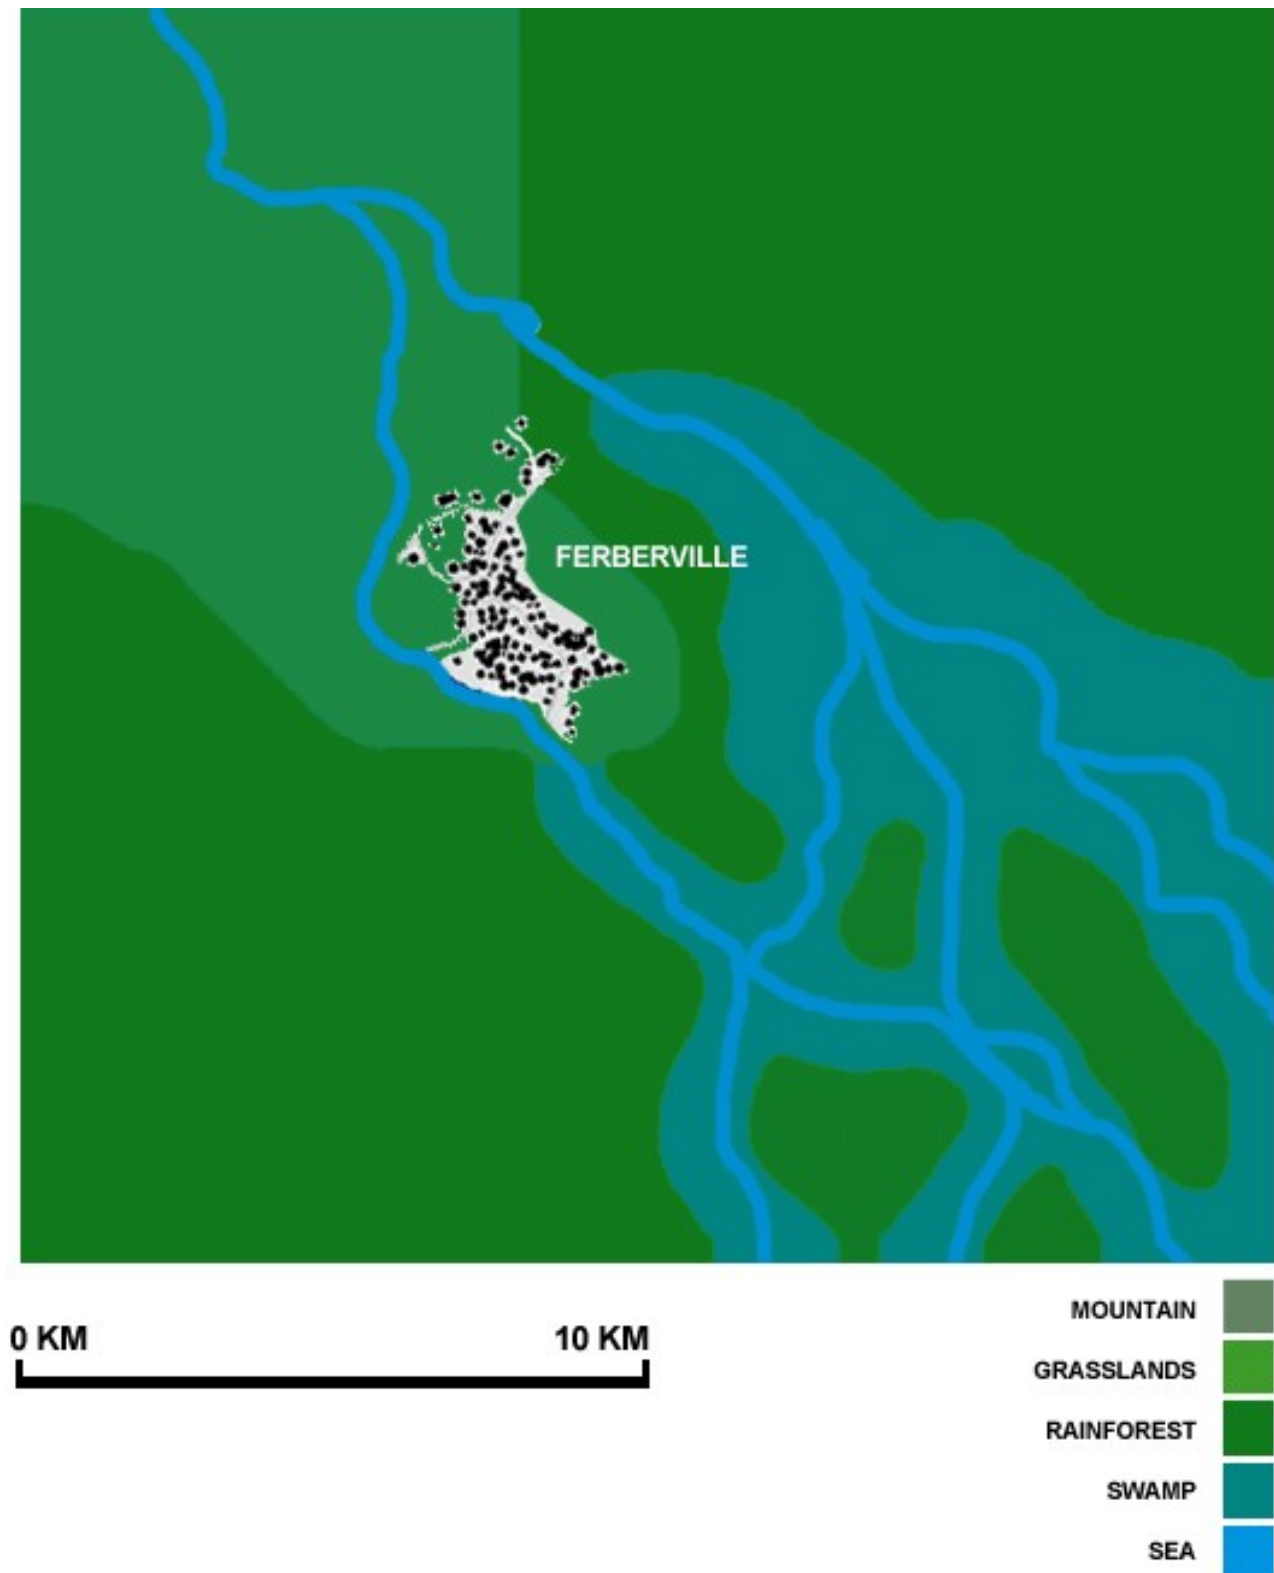 FERBERVILLE
0 KM 10 KM
MOUNTAIN
GRASSLANDS
RAINFOREST
SWAMP
SEA